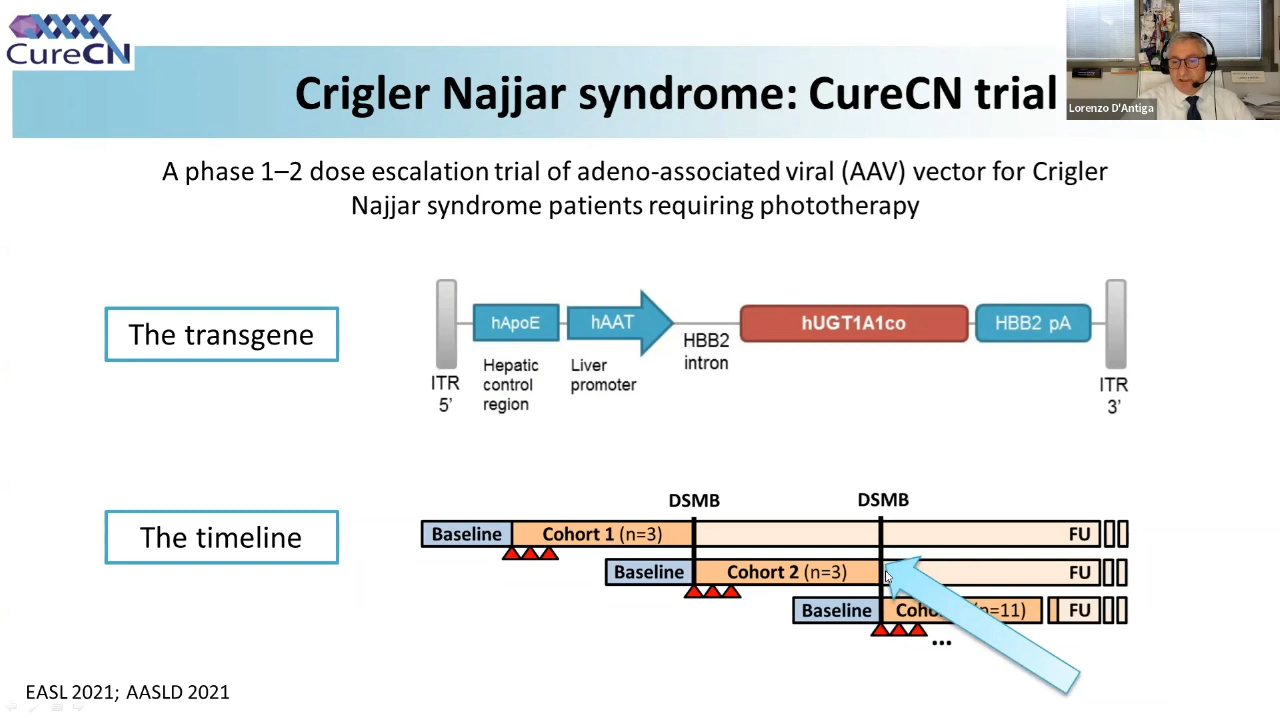 CureCN
Crigler Najjar syndrome: CureCN trial
Lorenzo D'Antiga
A phase 1–2 dose escalation trial of adeno-associated viral (AAV) vector for Crigler
Najjar syndrome patients requiring phototherapy
The transgene
hApoE
hAAT
hUGT1A1co
HBB2 pA
HBB2
intron
Hepatic
control
region
Liver
promoter
ITR
5'
ITR
3'
The timeline
DSMB
DSMB
Baseline
Cohort 1 (n=3)
FU
Baseline
Cohort 2 (n=3)
FU
Baseline
n=11)
FU
...
EASL 2021; AASLD 2021